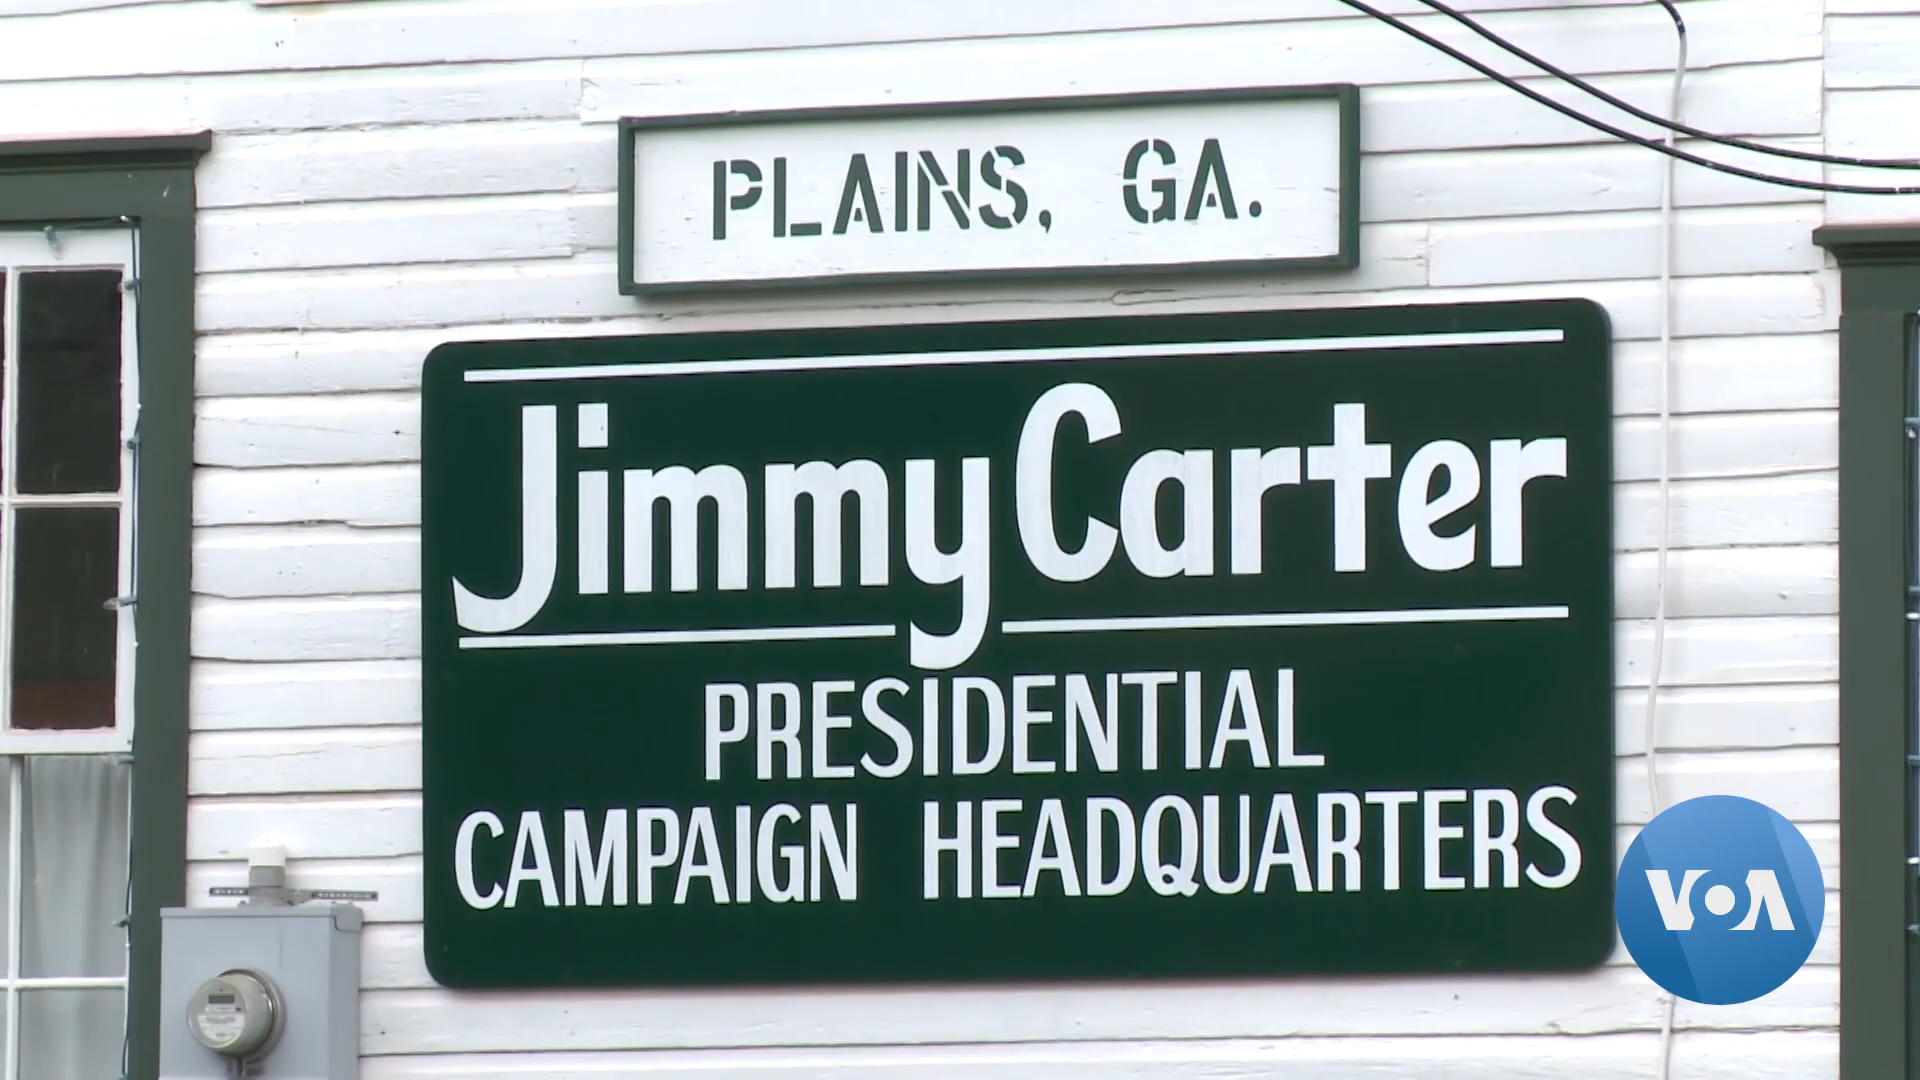 PLAINS, GA.
Jimmy Carter
PRESIDENTIAL
CAMPAIGN HEADQUARTERS
VOA